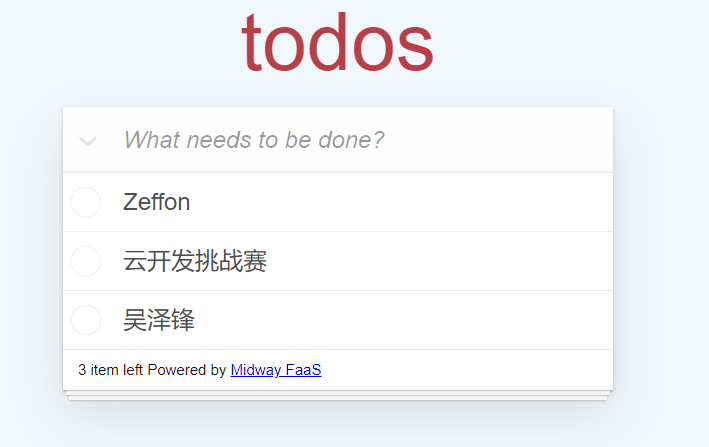 todos
What needs to be done?
Zeffon
云开发挑战赛
吴泽锋
3 item left Powered by Midway FaaS